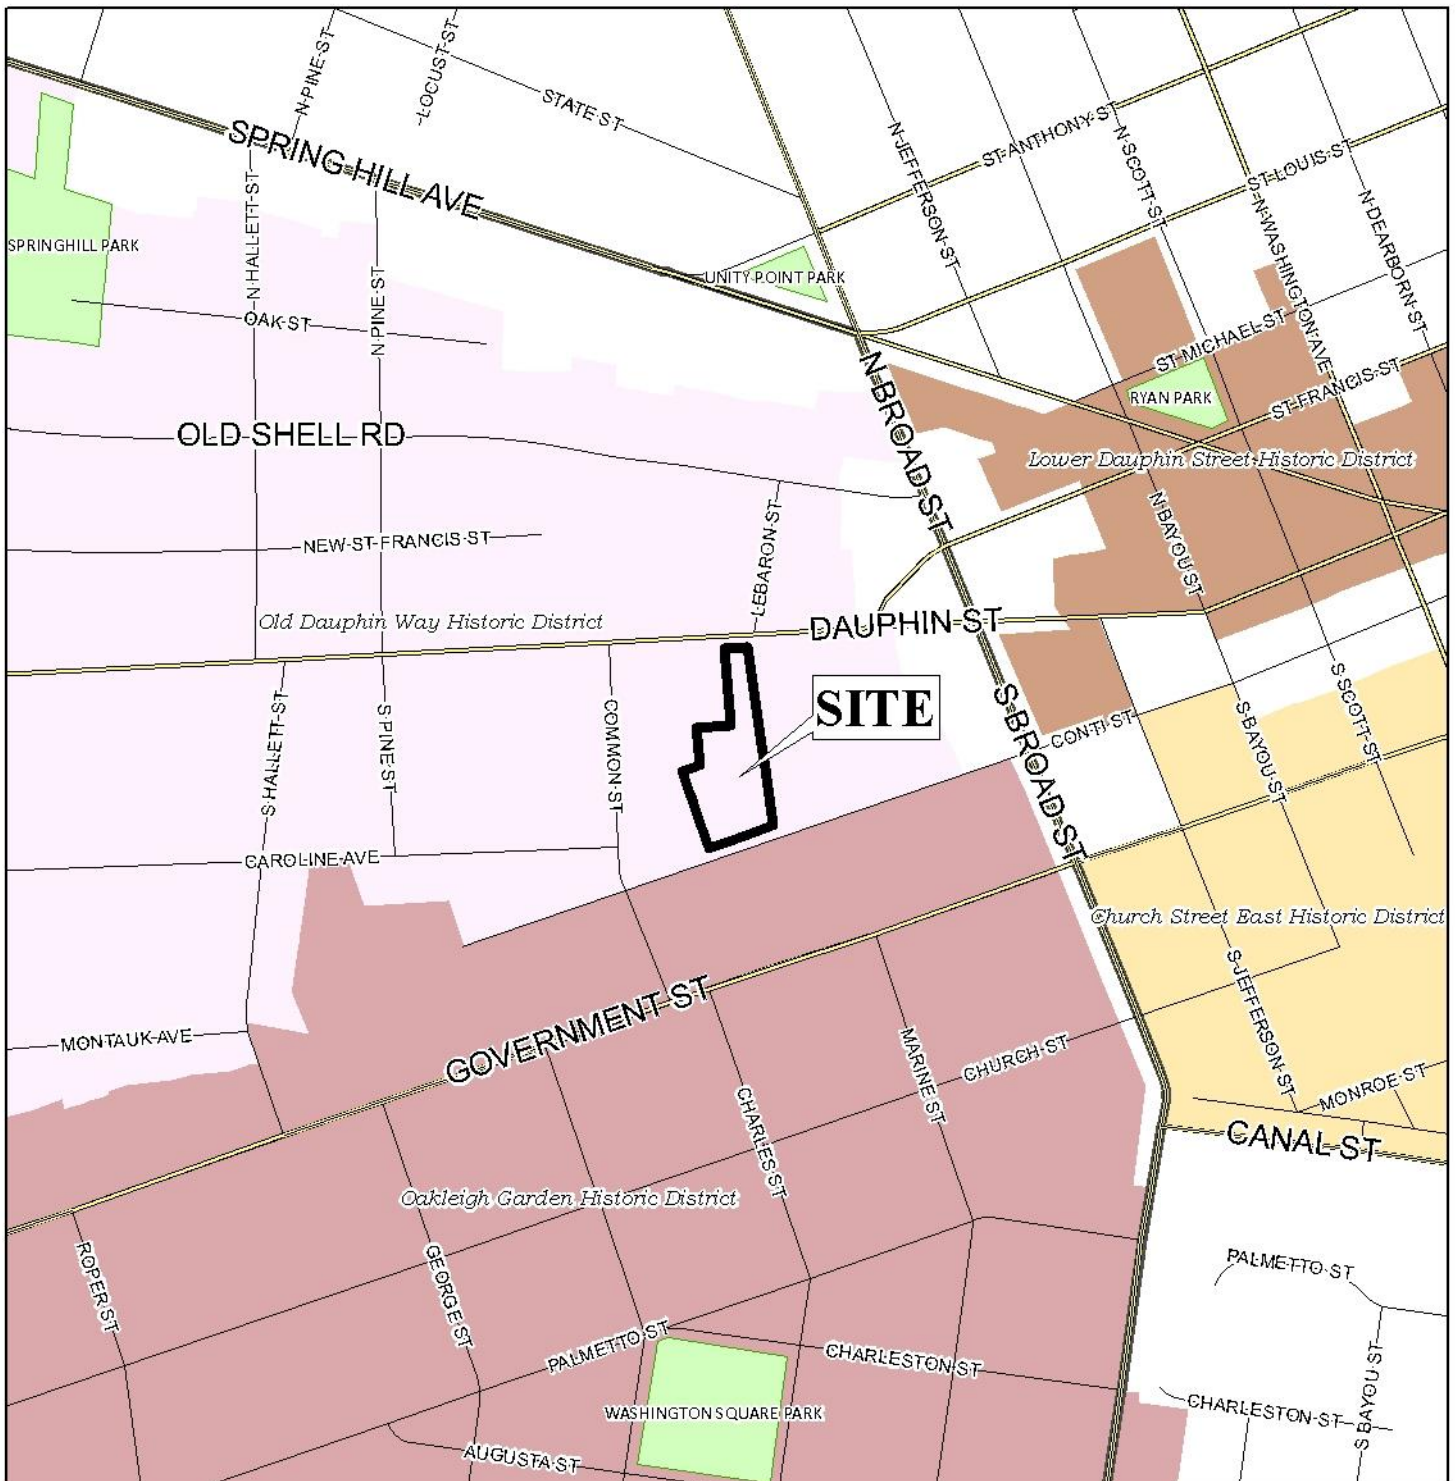 N PINE ST
LOCUST ST
STATE ST
SPRING HILL AVE
N JEFFERSON ST
ST ANTHONY ST
N SCOTT ST
ST LOUIS ST
N HALLETT ST
N WASHINGTON AVE
N DEARBORN ST
SPRINGHILL PARK
UNITY POINT PARK
N PINE ST
OAK ST
ST MICHAEL ST
N BROAD ST
RYAN PARK
ST FRANCIS ST
OLD SHELL RD
Lower Dauphin Street Historic District
N BAYOU ST
NEW ST FRANCIS ST
LEBARON ST
Old Dauphin Way Historic District
DAUPHIN ST
S HALLETT ST
S PINE ST
COMMON ST
SITE
S BROAD ST
CONTI ST
S BAYOU ST
S SCOTT ST
CAROLINE AVE
Church Street East Historic District
S JEFFERSON ST
GOVERNMENT ST
MONTAUK AVE
MARINE ST
CHURCH ST
CHARLES ST
MONROE ST
CANAL ST
Oakleigh Garden Historic District
ROPER ST
GEORGE ST
PALMETTO ST
PALMETTO ST
CHARLESTON ST
S BAYOU ST
WASHINGTON SQUARE PARK
CHARLESTON ST
AUGUSTA ST